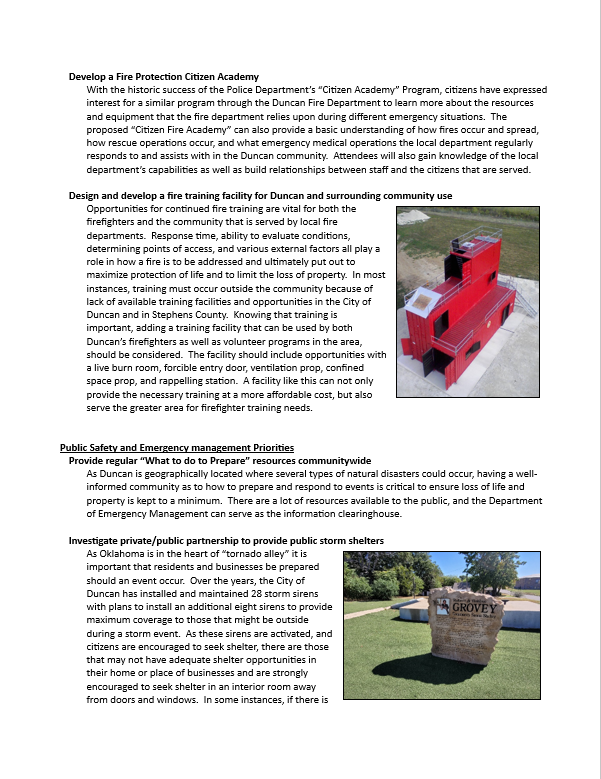 Develop a Fire Protection Citizen Academy
With the historic success of the Police Department's "Citizen Academy" Program, citizens have expressed
interest for a similar program through the Duncan Fire Department to learn more about the resources
and equipment that the fire department relies upon during different emergency situations.  The
proposed "Citizen Fire Academy" can also provide a basic understanding of how fires occur and spread,
how rescue operations occur, and what emergency medical operations the local department regularly
responds to and assists with in the Duncan community.  Attendees will also gain knowledge of the local
department's capabilities as well as build relationships between staff and the citizens that are served.
Design and develop a fire training facility for Duncan and surrounding community use
Opportunities for continued fire training are vital for both the
firefighters and the community that is served by local fire
departments.  Response time, ability to evaluate conditions,
determining points of access, and various external factors all play a
role in how a fire is to be addressed and ultimately put out to
maximize protection of life and to limit the loss of property.  In most
instances, training must occur outside the community because of
lack of available training facilities and opportunities in the City of
Duncan and in Stephens County.  Knowing that training is
important, adding a training facility that can be used by both
Duncan's firefighters as well as volunteer programs in the area,
should be considered.  The facility should include opportunities with
a live burn room, forcible entry door, ventilation prop, confined
space prop, and rappelling station.  A facility like this can not only
provide the necessary training at a more affordable cost, but also
serve the greater area for firefighter training needs.
Public Safety and Emergency management Priorities
Provide regular "What to do to Prepare" resources communitywide
As Duncan is geographically located where several types of natural disasters could occur, having a well-
informed community as to how to prepare and respond to events is critical to ensure loss of life and
property is kept to a minimum.  There are a lot of resources available to the public, and the Department
of Emergency Management can serve as the information clearinghouse.
Investigate private/public partnership to provide public storm shelters
As Oklahoma is in the heart of "tornado alley" it is
important that residents and businesses be prepared
should an event occur.  Over the years, the City of
Duncan has installed and maintained 28 storm sirens
with plans to install an additional eight sirens to provide
maximum coverage to those that might be outside
during a storm event.  As these sirens are activated, and
citizens are encouraged to seek shelter, there are those
that may not have adequate shelter opportunities in
their home or place of businesses and are strongly
encouraged to seek shelter in an interior room away
from doors and windows.  In some instances, if there is
GROVEY